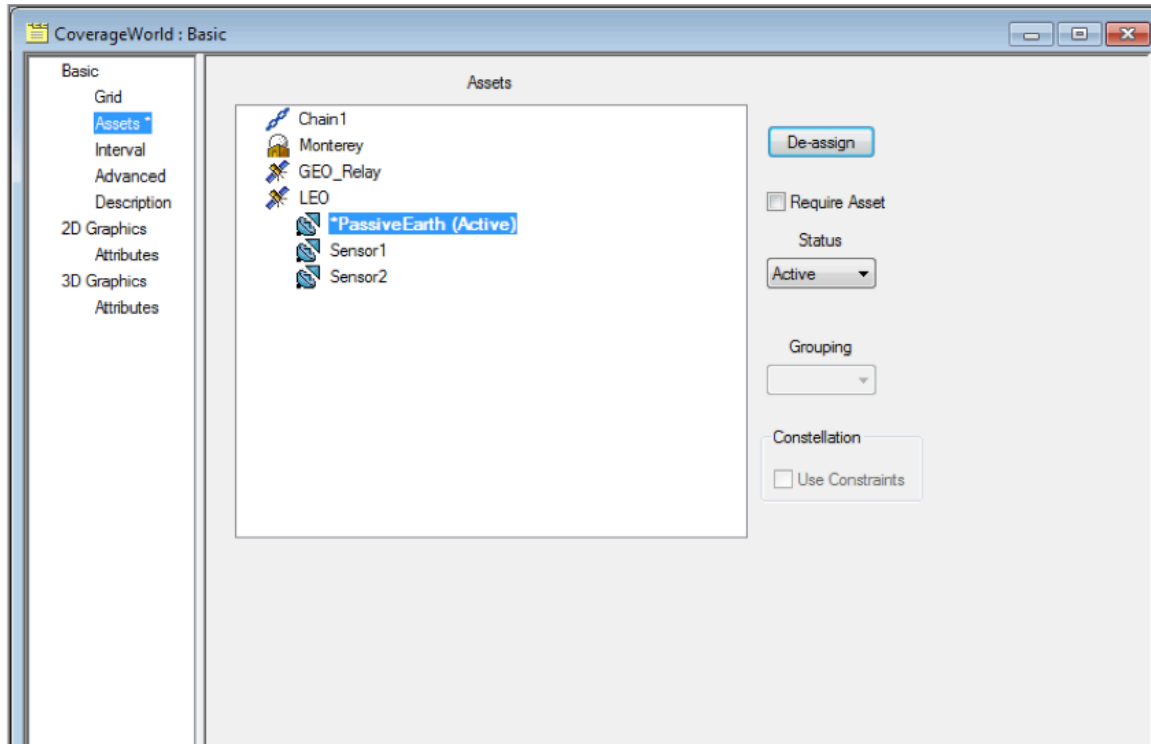 CoverageWorld : Basic
Basic
Grid
Assets *
Interval
Advanced
Description
2D Graphics
Attributes
3D Graphics
Attributes
Assets
Chain1
Monterey
GEO_Relay
LEO
*PassiveEarth (Active)
Sensor1
Sensor2
De-assign
Require Asset
Status
Active
Grouping
Constellation
Use Constraints